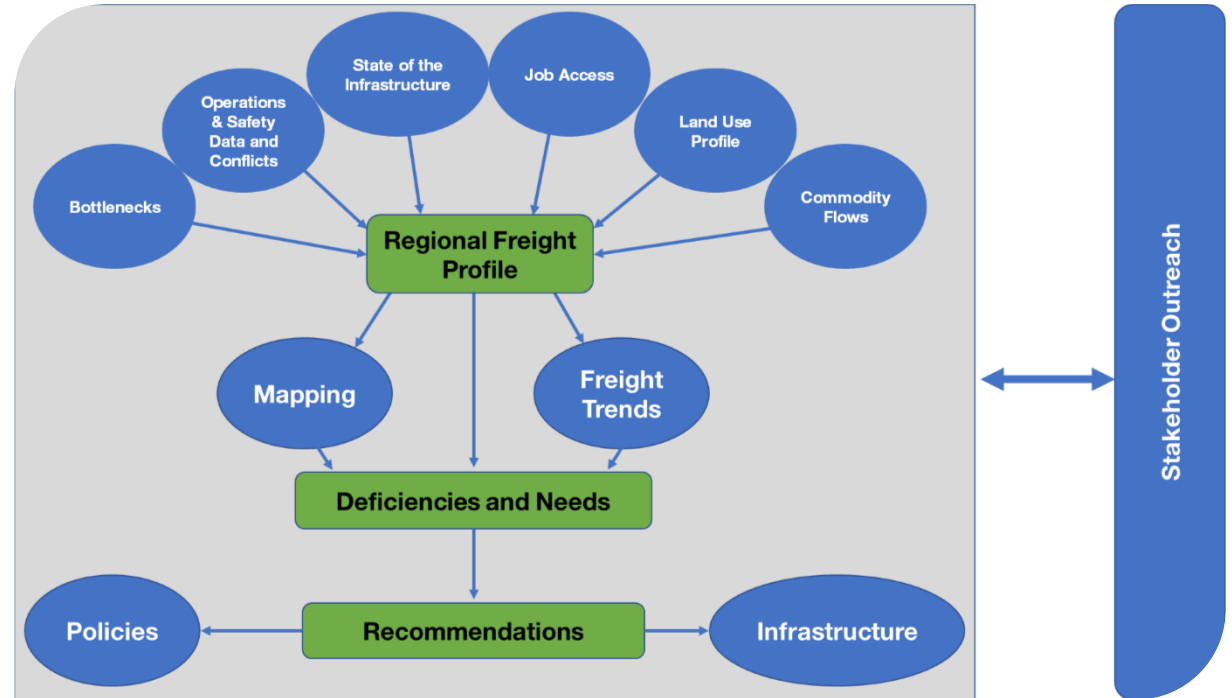 State of the
Infrastructure
Job Access
Operations
& Safety
Data and
Conflicts
Land Use
Profile
Bottlenecks
Commodity
Flows
Regional Freight
Profile
Mapping
Freight
Trends
Deficiencies and Needs
Policies
Recommendations
Infrastructure
Stakeholder Outreach